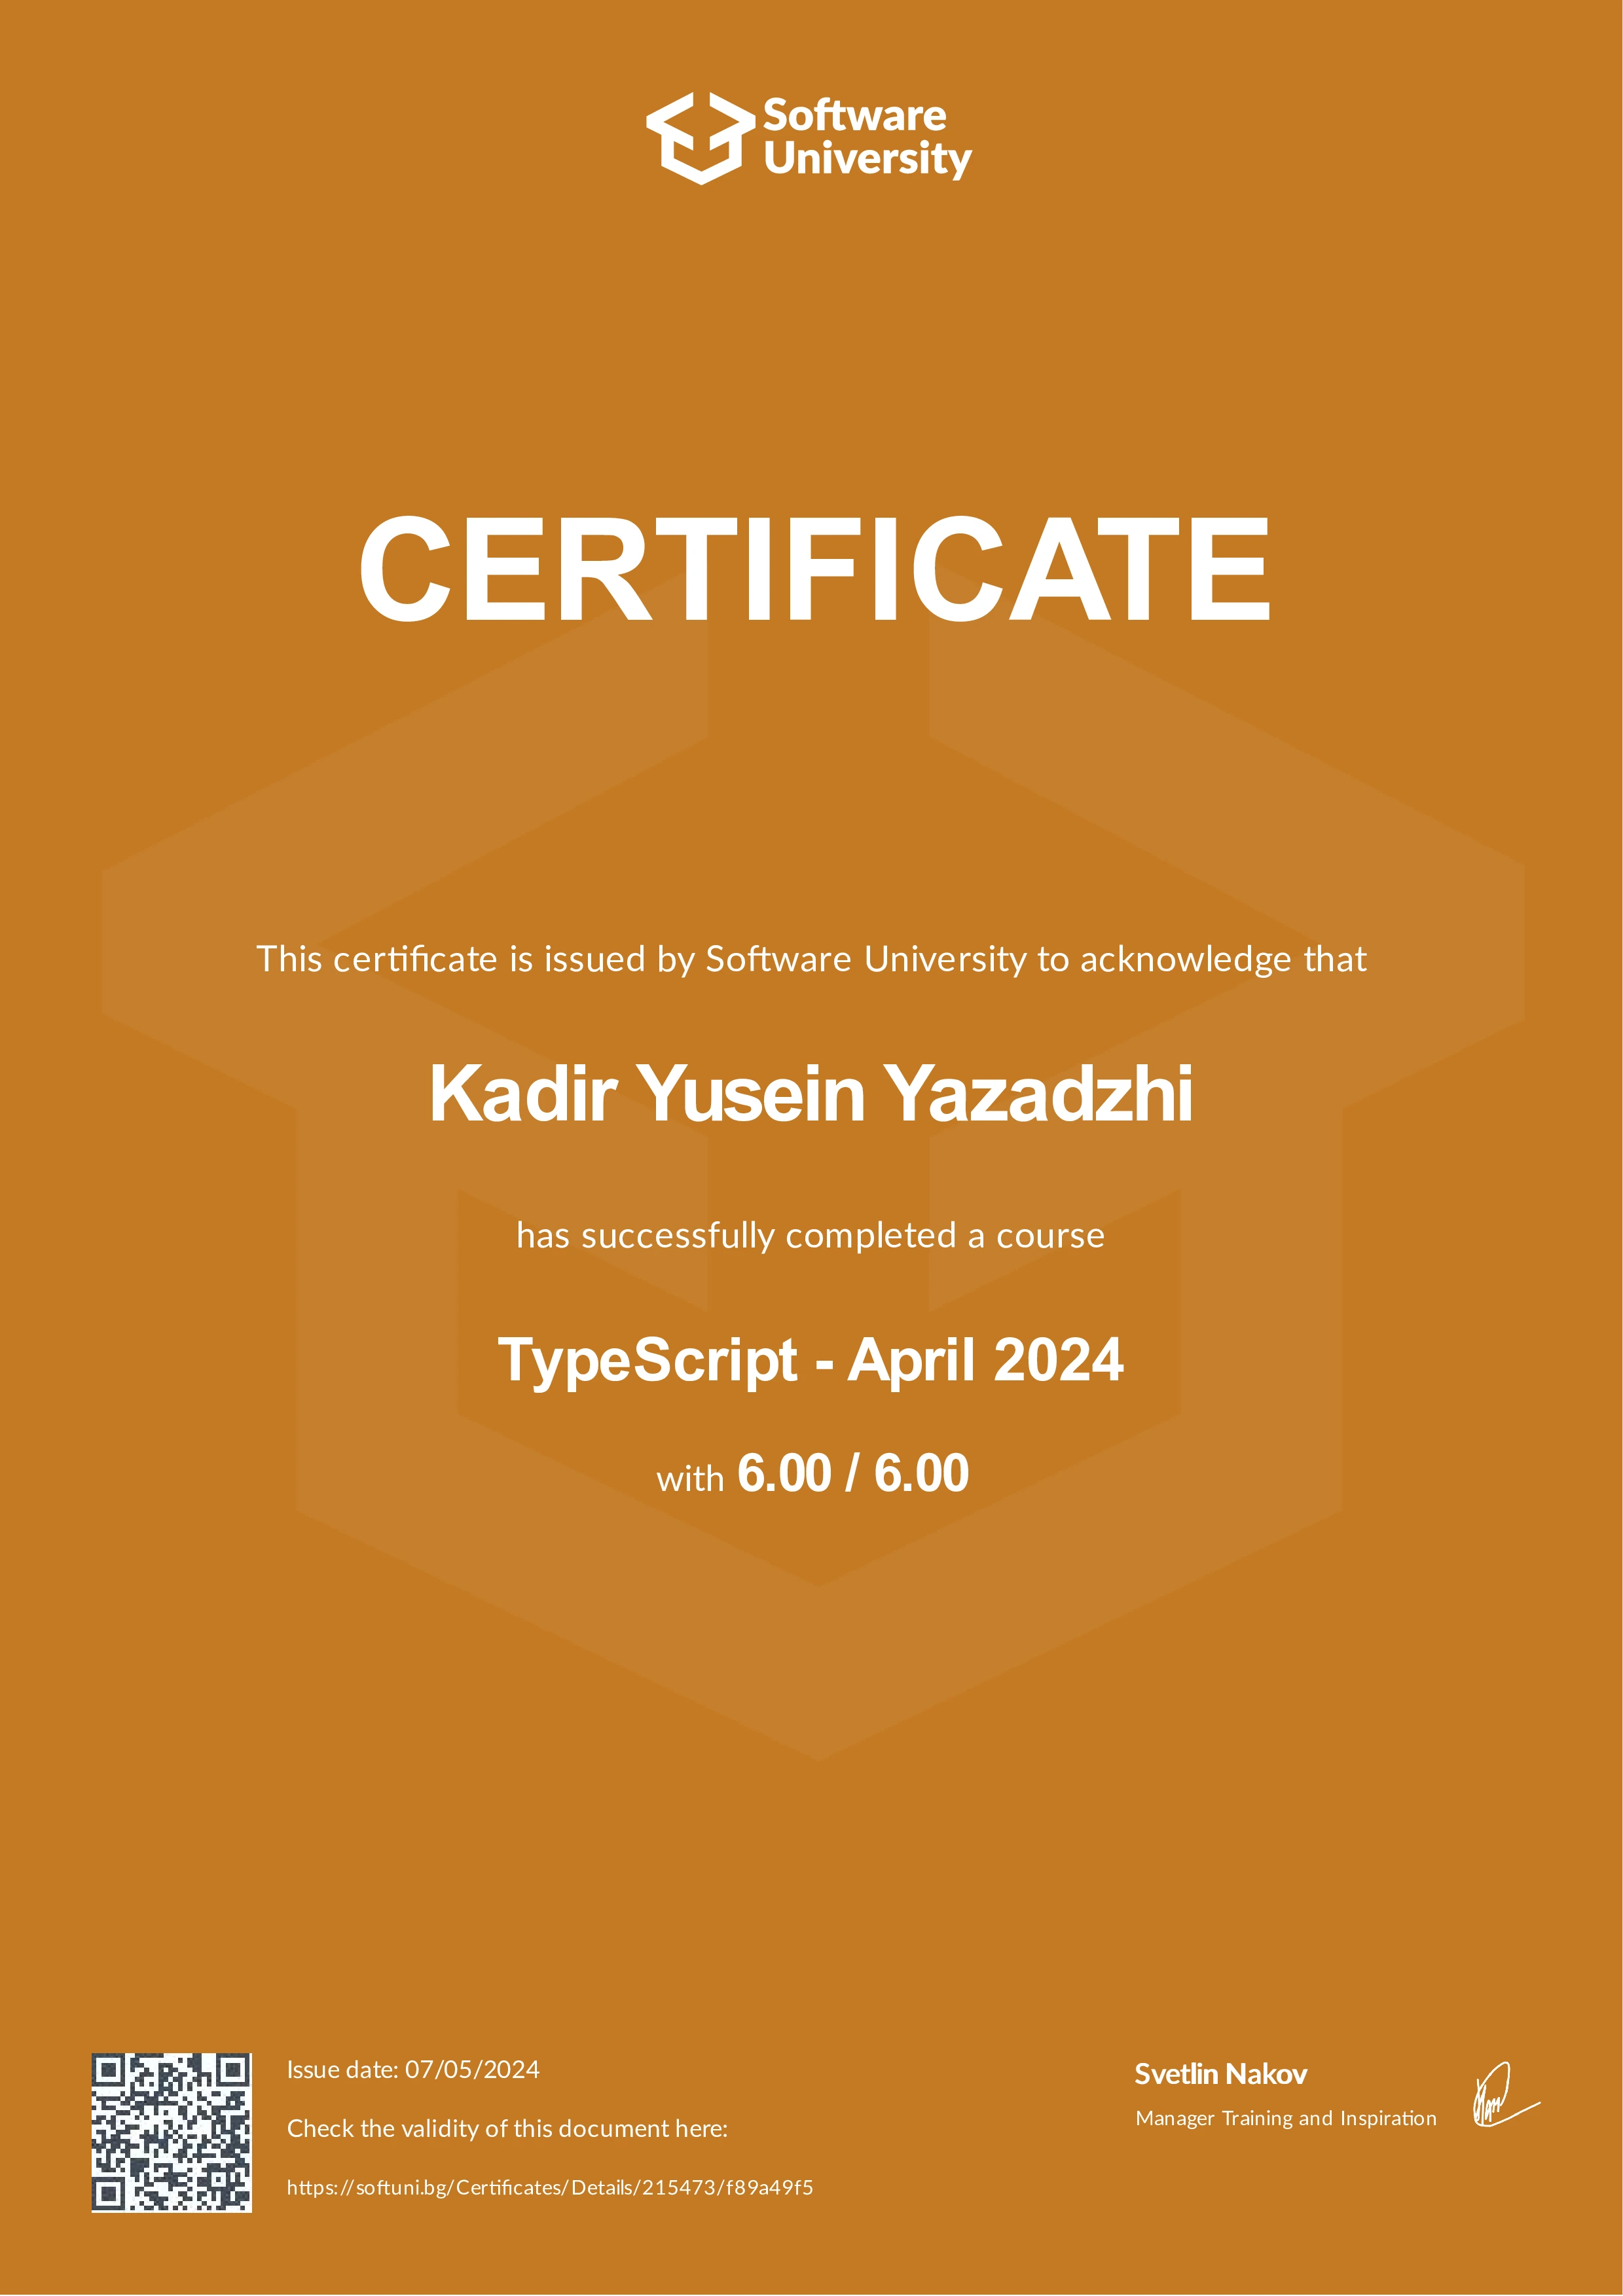 Software
University
CERTIFICATE
This certificate is issued by Software University to acknowledge that
Kadir Yusein Yazadzhi
has successfully completed a course
TypeScript - April 2024
with 6.00 / 6.00
Issue date: 07/05/2024
Check the validity of this document here:
https://softuni.bg/Certificates/Details/215473/f89a49f5
Svetlin Nakov
Manager Training and Inspiration